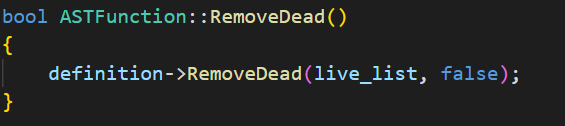 bool ASTFunction::RemoveDead()
{
    definition->RemoveDead(live_list, false);
}